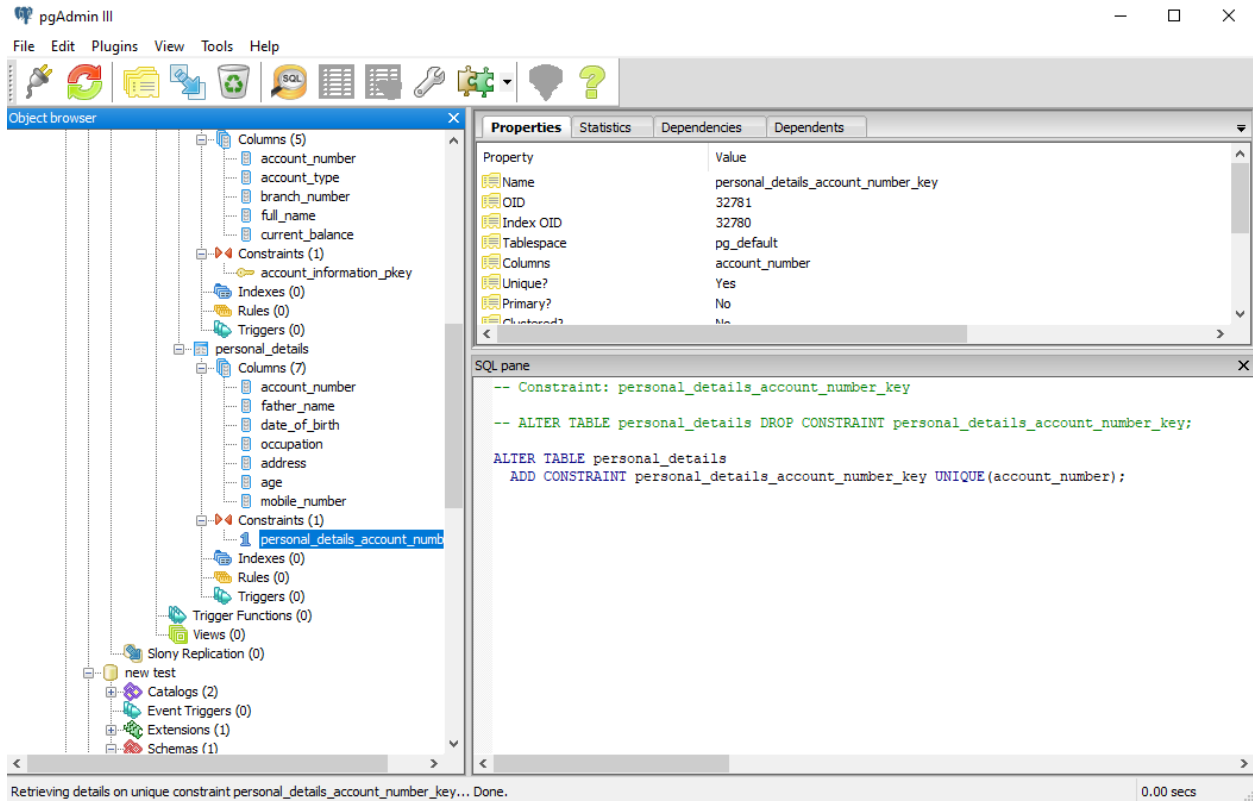 pgAdmin III
File Edit Plugins View Tools Help
SQL
Object browser
Columns (5)
account_number
account_type
branch_number
full_name
current_balance
Constraints (1)
account_information_pkey
Indexes (0)
Rules (0)
Triggers (0)
personal_details
Columns (7)
account_number
father_name
date_of_birth
occupation
address
age
mobile_number
Constraints (1)
personal_details_account_numb
Indexes (0)
Rules (0)
Triggers (0)
Trigger Functions (0)
Views (0)
Slony Replication (0)
new test
Catalogs (2)
Event Triggers (0)
Extensions (1)
Schemas (1)
Properties Statistics Dependencies Dependents
Property Value
Name personal_details_account_number_key
OID 32781
Index OID 32780
Tablespace pg_default
Columns account_number
Unique? Yes
Primary? No
Clustered? No
SQL pane
-- Constraint: personal_details_account_number_key
-- ALTER TABLE personal_details DROP CONSTRAINT personal_details_account_number_key;
ALTER TABLE personal_details
ADD CONSTRAINT personal_details_account_number_key UNIQUE(account_number);
Retrieving details on unique constraint personal_details_account_number_key... Done.
0.00 secs